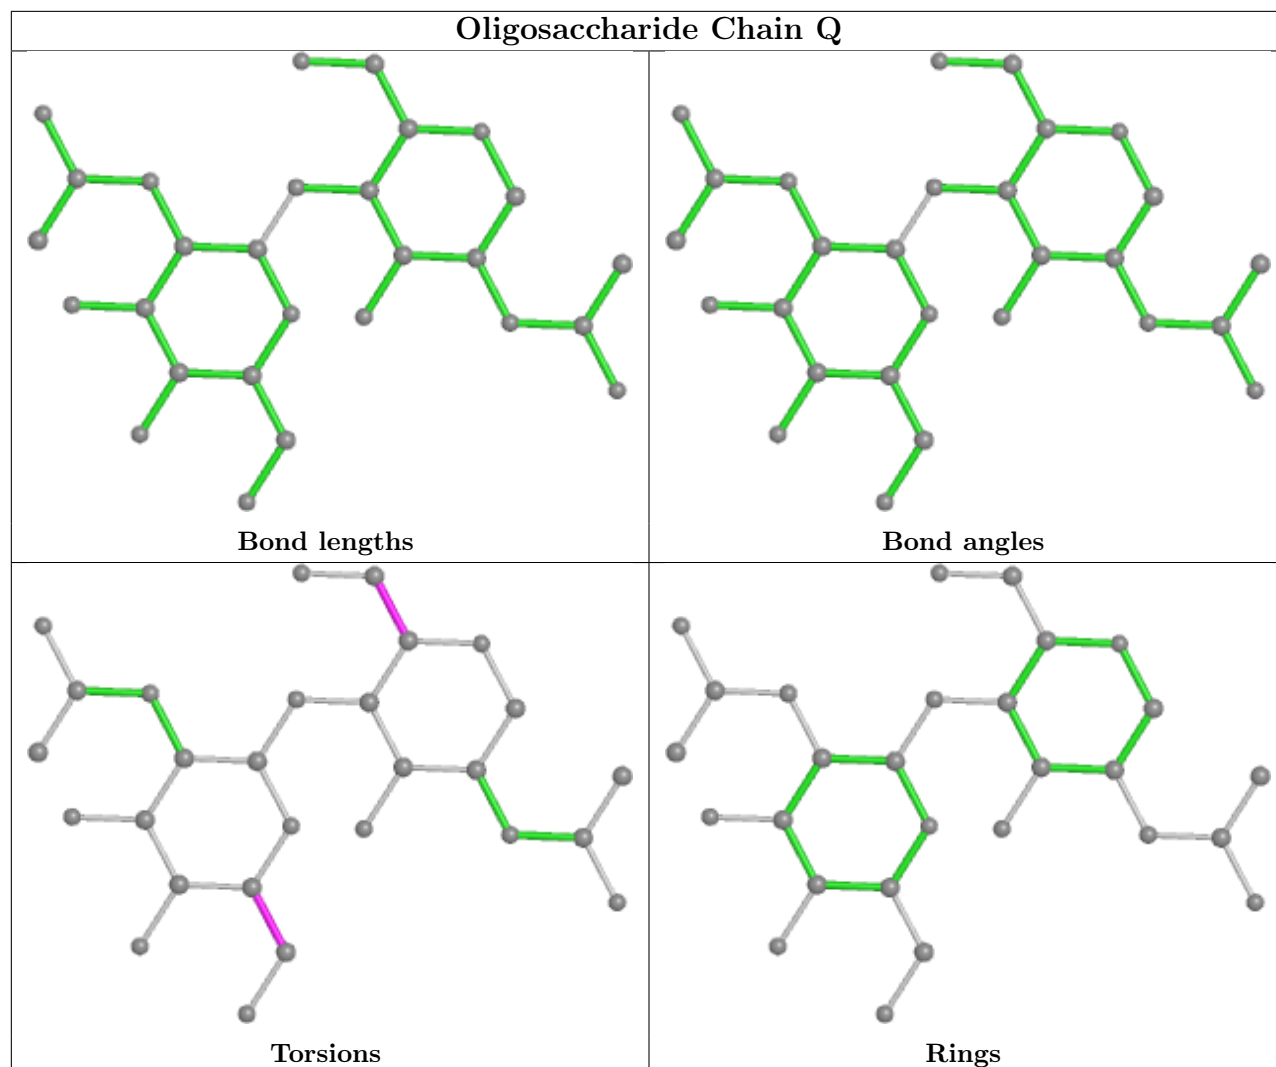 Oligosaccharide Chain Q
Bond lengths
Bond angles
Torsions
Rings